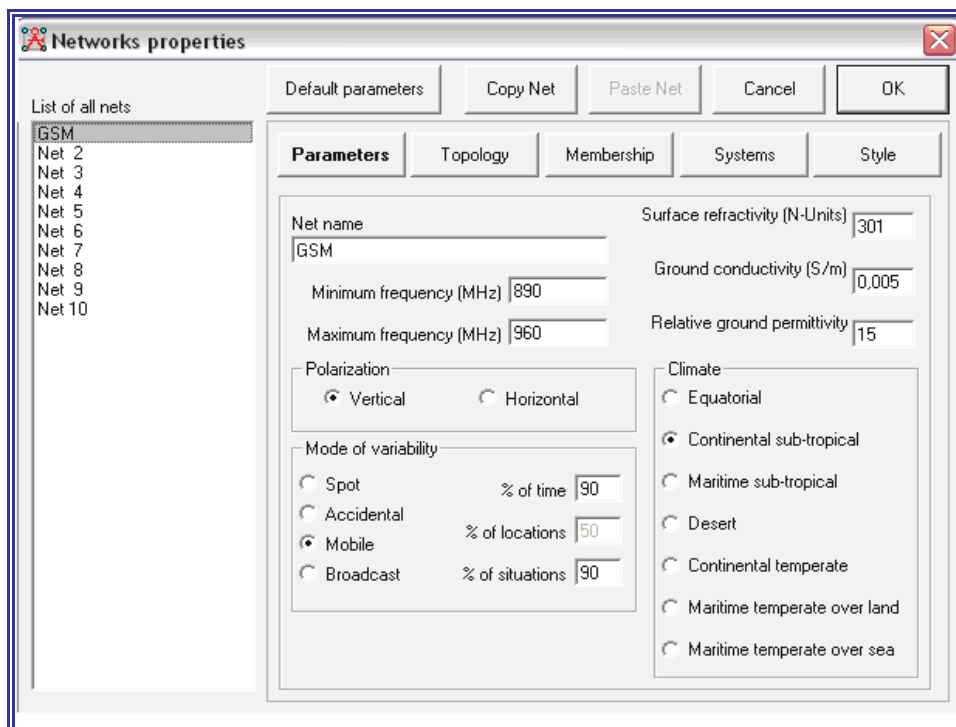 Networks properties
Default parameters Copy Net Paste Net Cancel OK
List of all nets
GSM
Net 2
Net 3
Net 4
Net 5
Net 6
Net 7
Net 8
Net 9
Net 10
Parameters Topology Membership Systems Style
Net name
GSM
Minimum frequency (MHz) 890
Maximum frequency (MHz) 960
Surface refractivity (N-Units) 301
Ground conductivity (S/m) 0,005
Relative ground permittivity 15
Polarization
Vertical Horizontal
Mode of variability
Spot
Accidental
Mobile
Broadcast
% of time 90
% of locations 50
% of situations 90
Climate
Equatorial
Continental sub-tropical
Maritime sub-tropical
Desert
Continental temperate
Maritime temperate over land
Maritime temperate over sea